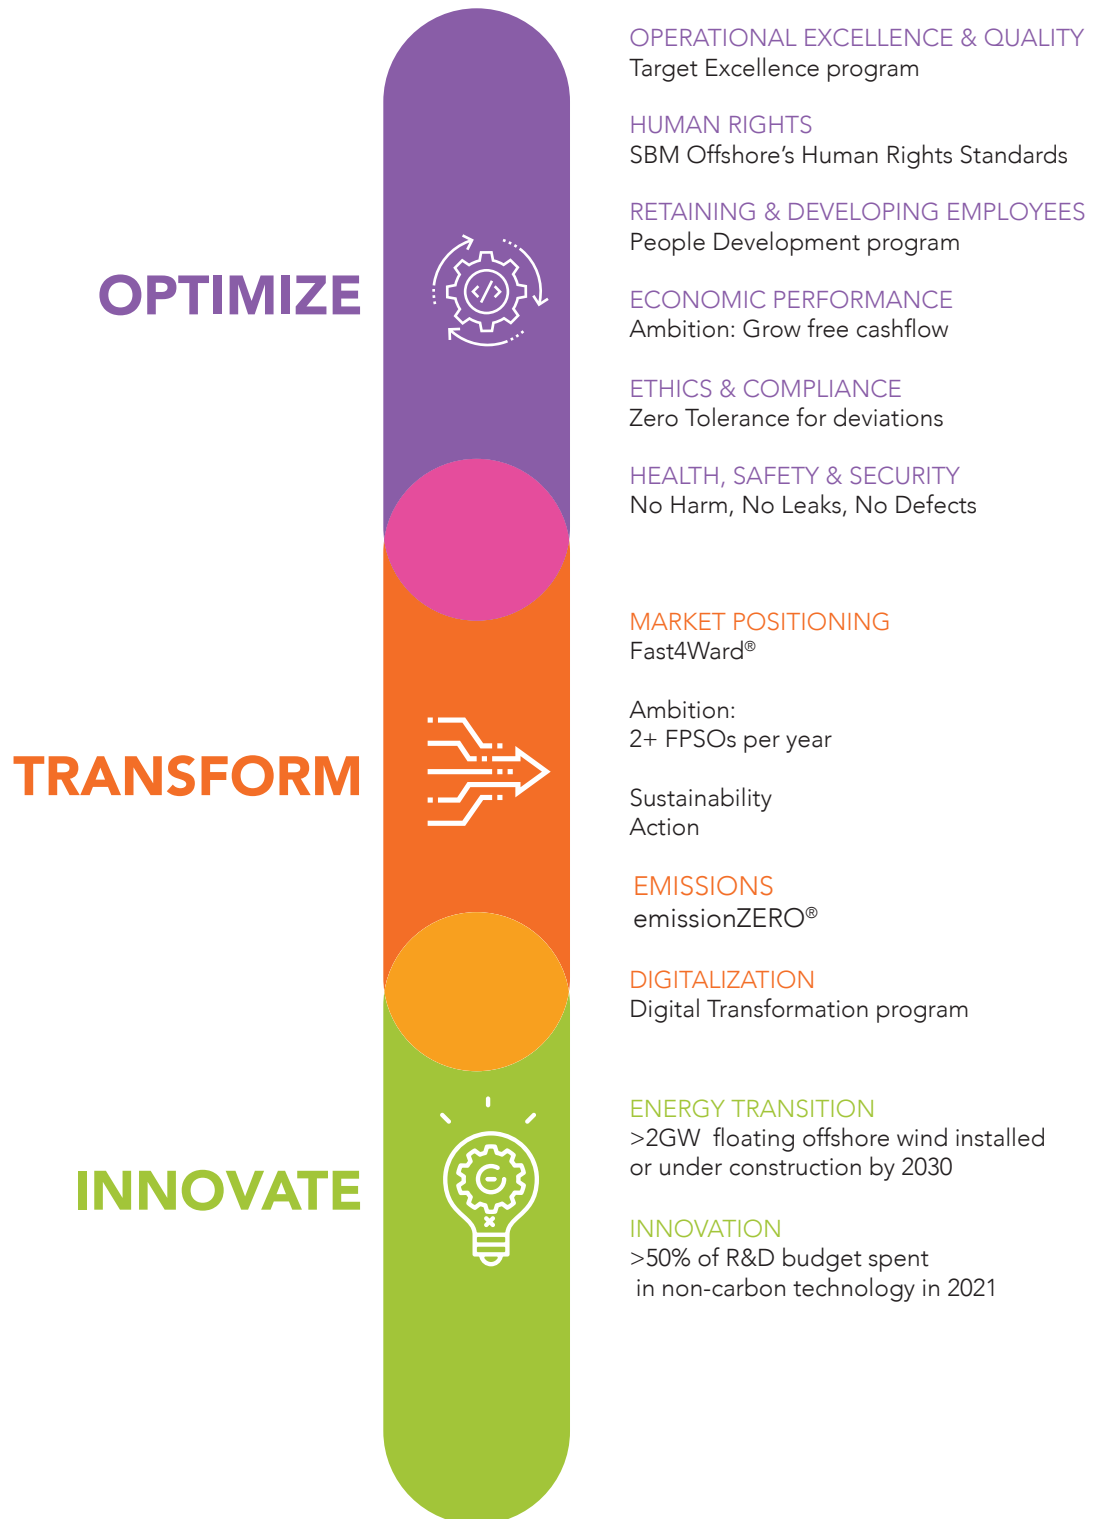 OPTIMIZE
OPERATIONAL EXCELLENCE & QUALITY
Target Excellence program
HUMAN RIGHTS
SBM Offshore's Human Rights Standards
RETAINING & DEVELOPING EMPLOYEES
People Development program
ECONOMIC PERFORMANCE
Ambition: Grow free cashflow
ETHICS & COMPLIANCE
Zero Tolerance for deviations
HEALTH, SAFETY & SECURITY
No Harm, No Leaks, No Defects
TRANSFORM
MARKET POSITIONING
Fast4Ward®
Ambition:
2+ FPSOs per year
Sustainability
Action
EMISSIONS
emissionZERO®
DIGITALIZATION
Digital Transformation program
INNOVATE
ENERGY TRANSITION
>2GW floating offshore wind installed
or under construction by 2030
INNOVATION
>50% of R&D budget spent
in non-carbon technology in 2021